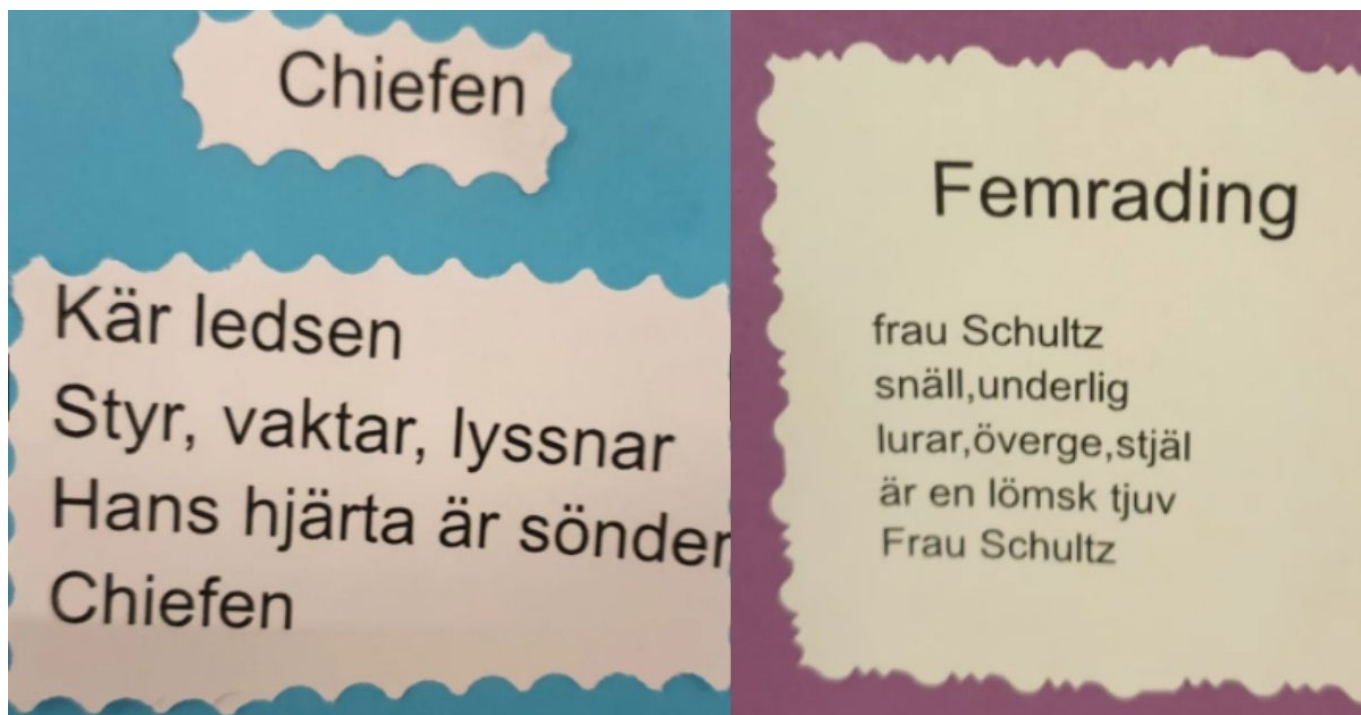 Chiefen
Kär ledsen
Styr, vaktar, lyssnar
Hans hjärta är sönder
Chiefen
Femrading
frau Schultz
snäll,underlig
lurar,överge,stjäl
är en lömsk tjuv
Frau Schultz